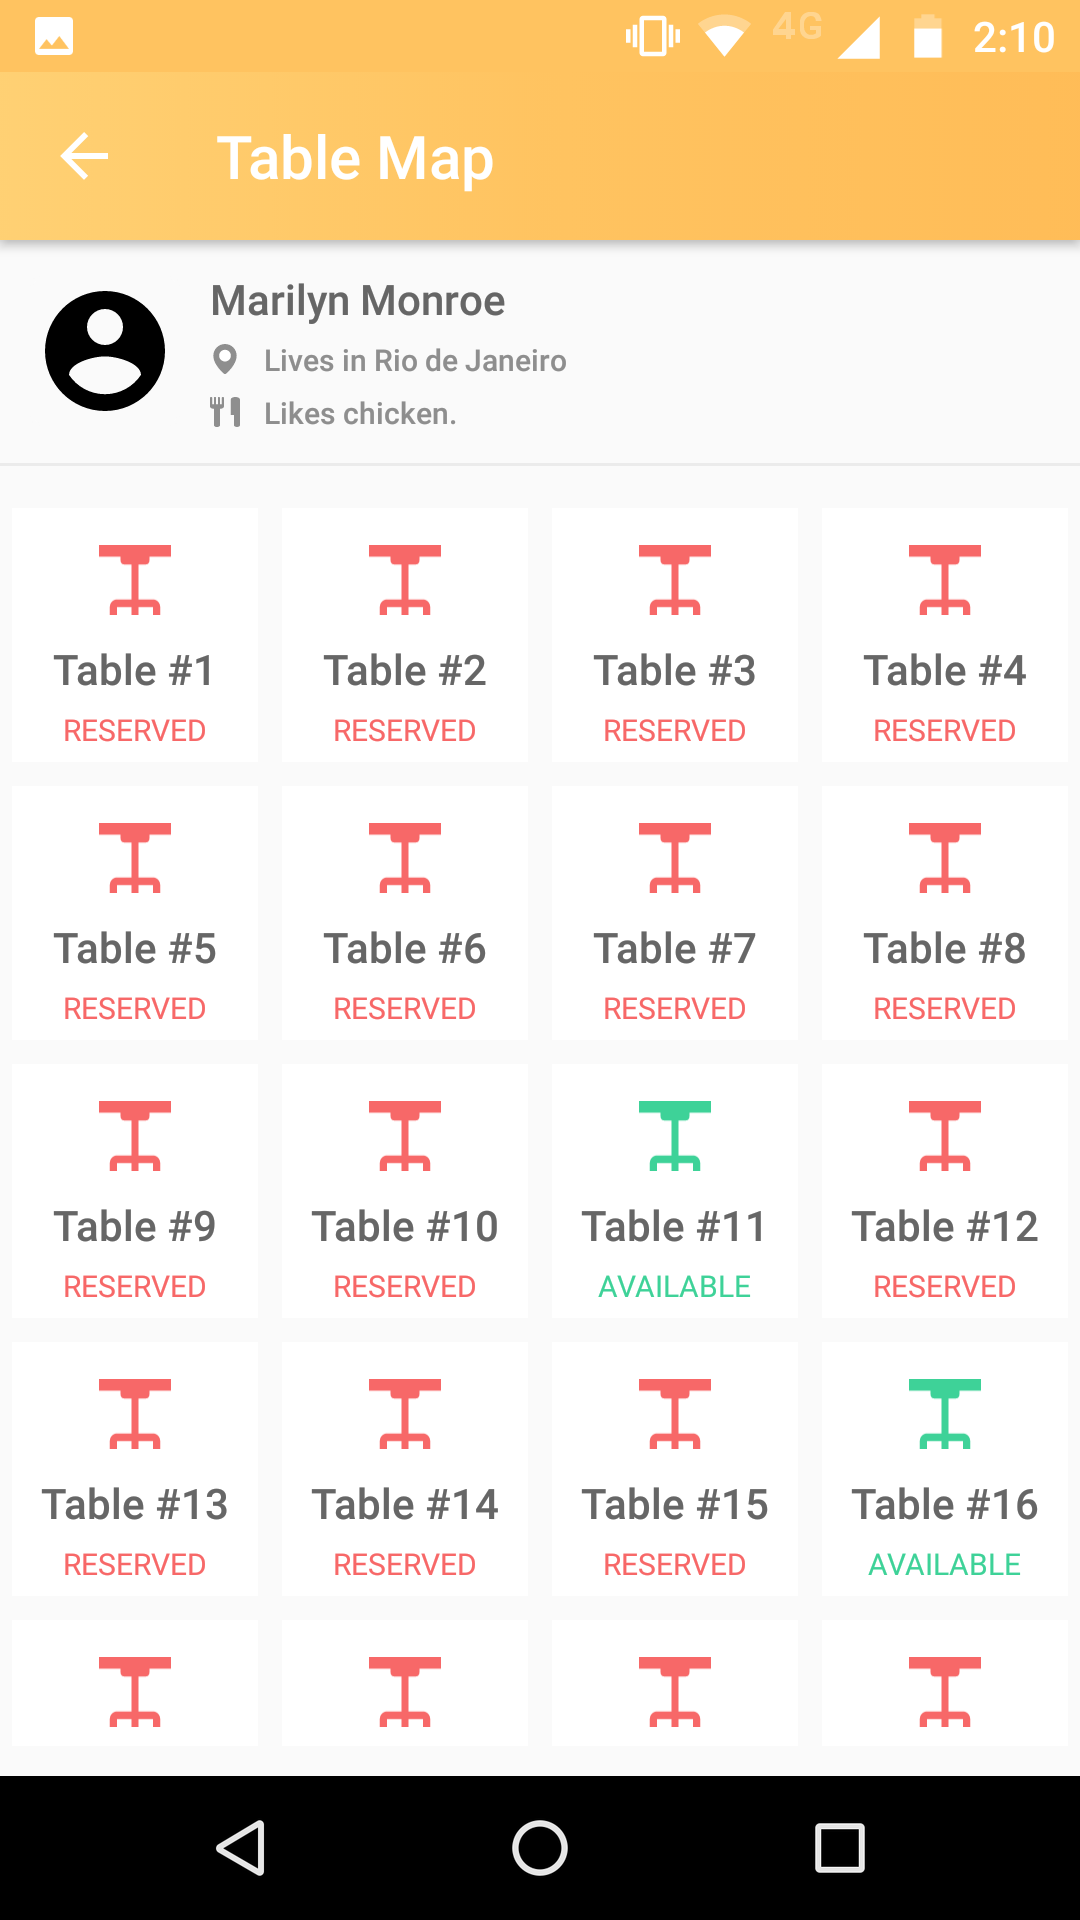 4G 2:10
Table Map
Marilyn Monroe
Lives in Rio de Janeiro
Likes chicken.
Table #1 Table #2 Table #3 Table #4
RESERVED RESERVED RESERVED RESERVED
Table #5 Table #6 Table #7 Table #8
RESERVED RESERVED RESERVED RESERVED
Table #9 Table #10 Table #11 Table #12
RESERVED RESERVED AVAILABLE RESERVED
Table #13 Table #14 Table #15 Table #16
RESERVED RESERVED RESERVED AVAILABLE